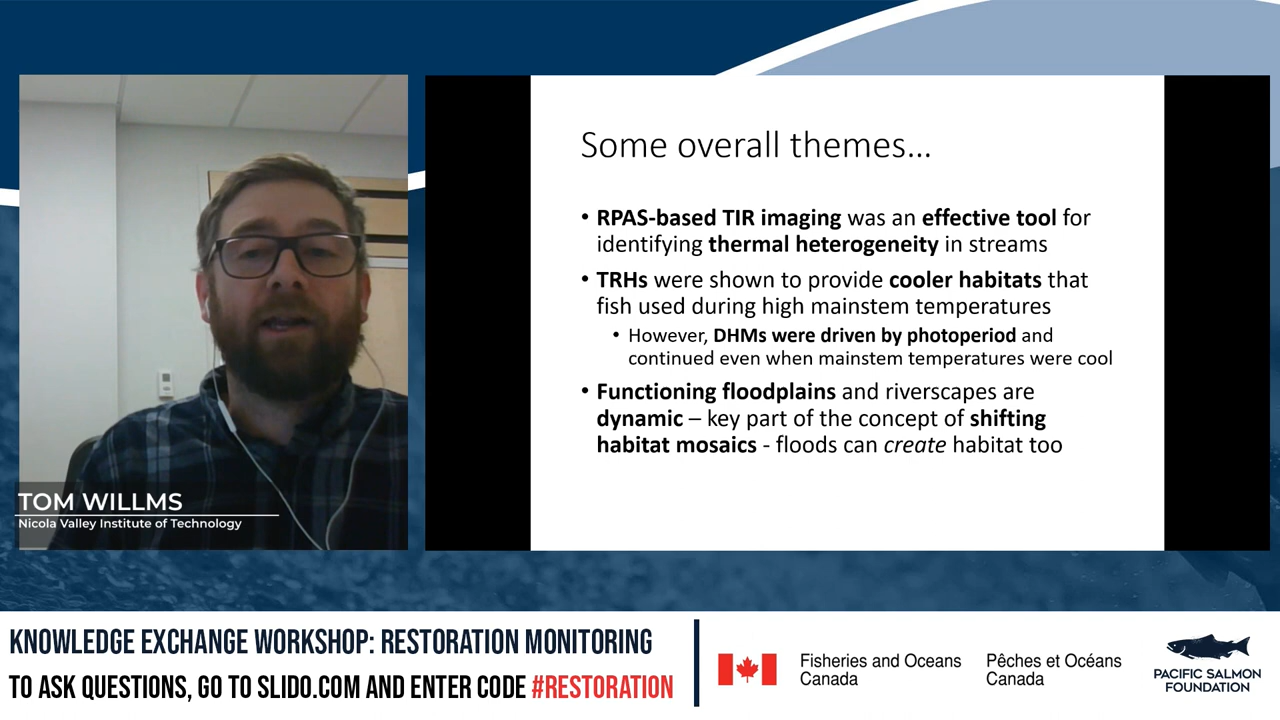 Some overall themes...
• RPAS-based TIR imaging was an effective tool for
identifying thermal heterogeneity in streams
• TRHs were shown to provide cooler habitats that
fish used during high mainstem temperatures
• However, DHMs were driven by photoperiod and
continued even when mainstem temperatures were cool
• Functioning floodplains and riverscapes are
dynamic – key part of the concept of shifting
habitat mosaics - floods can create habitat too
TOM WILLMS
Nicola Valley Institute of Technology
KNOWLEDGE EXCHANGE WORKSHOP: RESTORATION MONITORING
TO ASK QUESTIONS, GO TO SLIDO.COM AND ENTER CODE #RESTORATION
Fisheries and Oceans
Canada
Pêches et Océans
Canada
PACIFIC SALMON
FOUNDATION